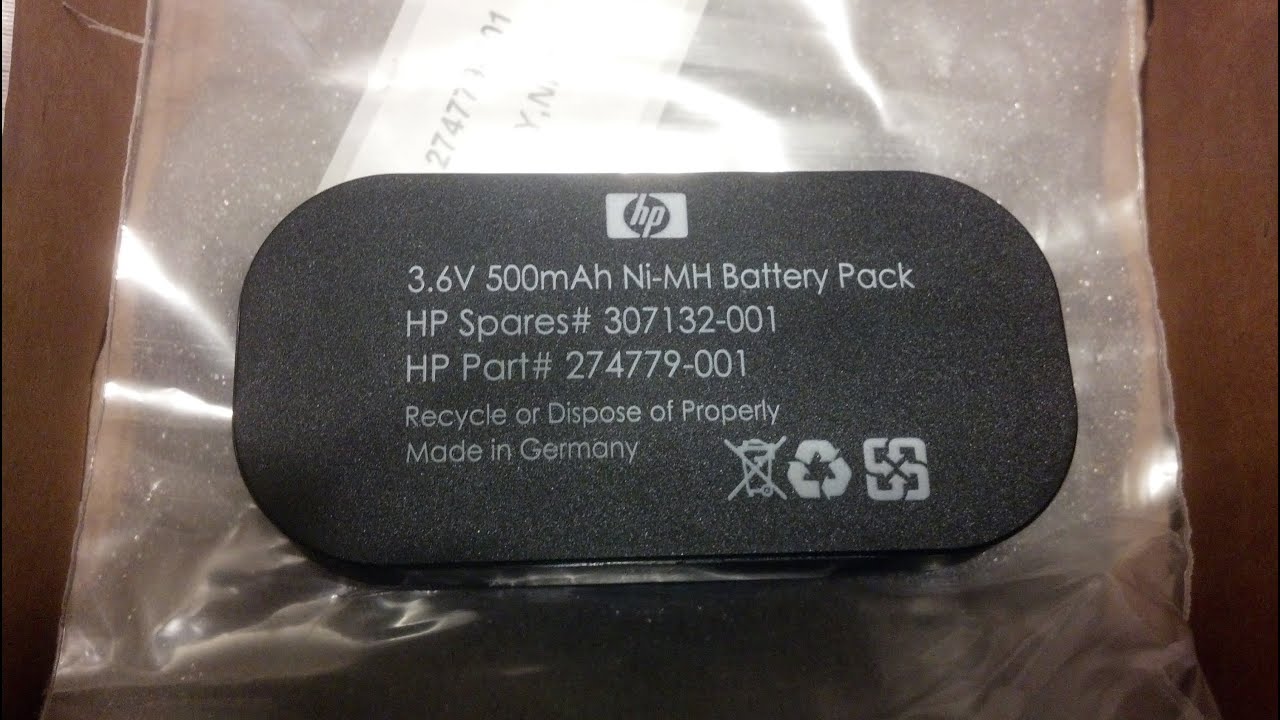 27477
Y,N.
hp
3.6V 500mAh Ni-MH Battery Pack
HP Spares# 307132-001
HP Part# 274779-001
Recycle or Dispose of Properly
Made in Germany